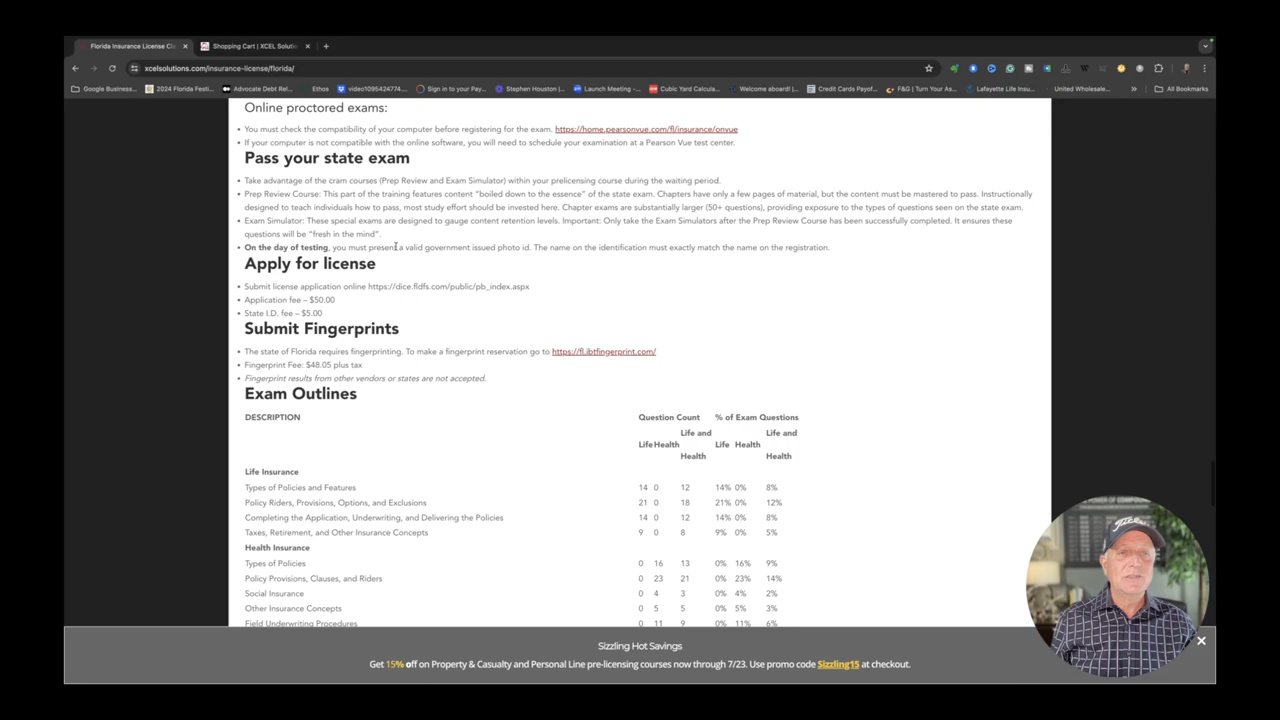 Florida Insurance License Cl
Shopping Cart | XCEL Soluti
xcelsolutions.com/insurance-license/florida/
Google Business...
2024 Florida Festi...
Advocate Debt Rel...
Ethos
video1095424774....
Sign in to your Pay...
Stephen Houston |...
Launch Meeting -...
Cubic Yard Calcula...
Welcome aboard! |...
Credit Cards Payof...
F&G | Turn Your As...
Lafayette Life Insu...
United Wholesale...
All Bookmarks
Online proctored exams:
• You must check the compatibility of your computer before registering for the exam. https://home.pearsonvue.com/fl/insurance/onvue
• If your computer is not compatible with the online software, you will need to schedule your examination at a Pearson Vue test center.
Pass your state exam
• Take advantage of the cram courses (Prep Review and Exam Simulator) within your prelicensing course during the waiting period.
• Prep Review Course: This part of the training features content “boiled down to the essence” of the state exam. Chapters have only a few pages of material, but the content must be mastered to pass. Instructionally
designed to teach individuals how to pass, most study effort should be invested here. Chapter exams are substantially larger (50+ questions), providing exposure to the types of questions seen on the state exam.
• Exam Simulator: These special exams are designed to gauge content retention levels. Important: Only take the Exam Simulators after the Prep Review Course has been successfully completed. It ensures these
questions will be “fresh in the mind”.
• On the day of testing, you must present a valid government issued photo id. The name on the identification must exactly match the name on the registration.
Apply for license
• Submit license application online https://dice.fldfs.com/public/pb_index.aspx
• Application fee – $50.00
• State I.D. fee – $5.00
Submit Fingerprints
• The state of Florida requires fingerprinting. To make a fingerprint reservation go to https://fl.ibtfingerprint.com/
• Fingerprint Fee: $48.05 plus tax
• Fingerprint results from other vendors or states are not accepted.
Exam Outlines
DESCRIPTION Question Count % of Exam Questions
Life Health Life and Health Life Health Life and Health
Life Insurance
Types of Policies and Features 14 0 12 14% 0% 8%
Policy Riders, Provisions, Options, and Exclusions 21 0 18 21% 0% 12%
Completing the Application, Underwriting, and Delivering the Policies 14 0 12 14% 0% 8%
Taxes, Retirement, and Other Insurance Concepts 9 0 8 9% 0% 5%
Health Insurance
Types of Policies 0 16 13 0% 16% 9%
Policy Provisions, Clauses, and Riders 0 23 21 0% 23% 14%
Social Insurance 0 4 3 0% 4% 2%
Other Insurance Concepts 0 5 5 0% 5% 3%
Field Underwriting Procedures 0 11 9 0% 11% 6%
Sizzling Hot Savings
Get 15% off on Property & Casualty and Personal Line pre-licensing courses now through 7/23. Use promo code Sizzling15 at checkout.
Titleist